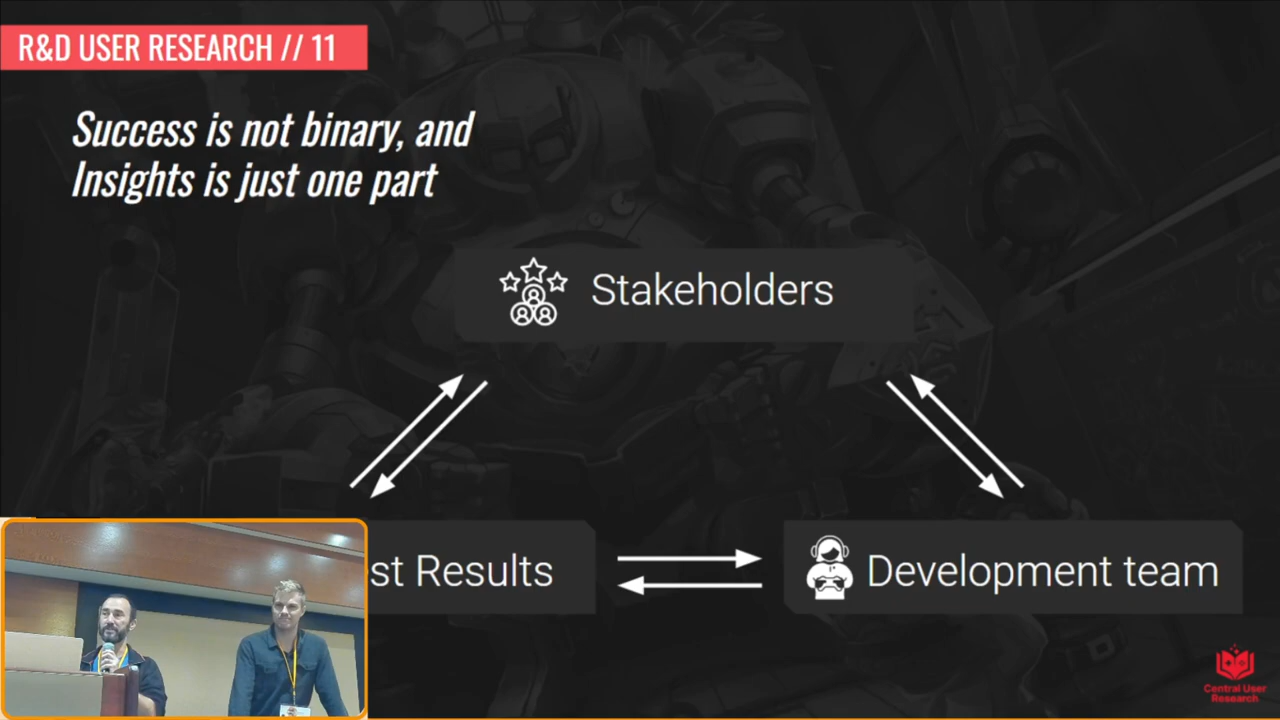 R&D USER RESEARCH // 11
Success is not binary, and
Insights is just one part
Stakeholders
st Results
Development team
Central User
Research